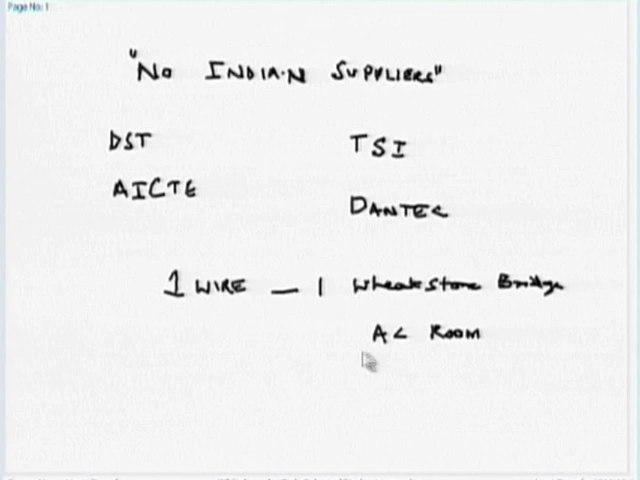 Page No: 1
"No INDIAN SUPPLIERS"
DST TSI
AICTE DANTEC
1 WIRE — 1 Wheatstone Bridge
AC ROOM